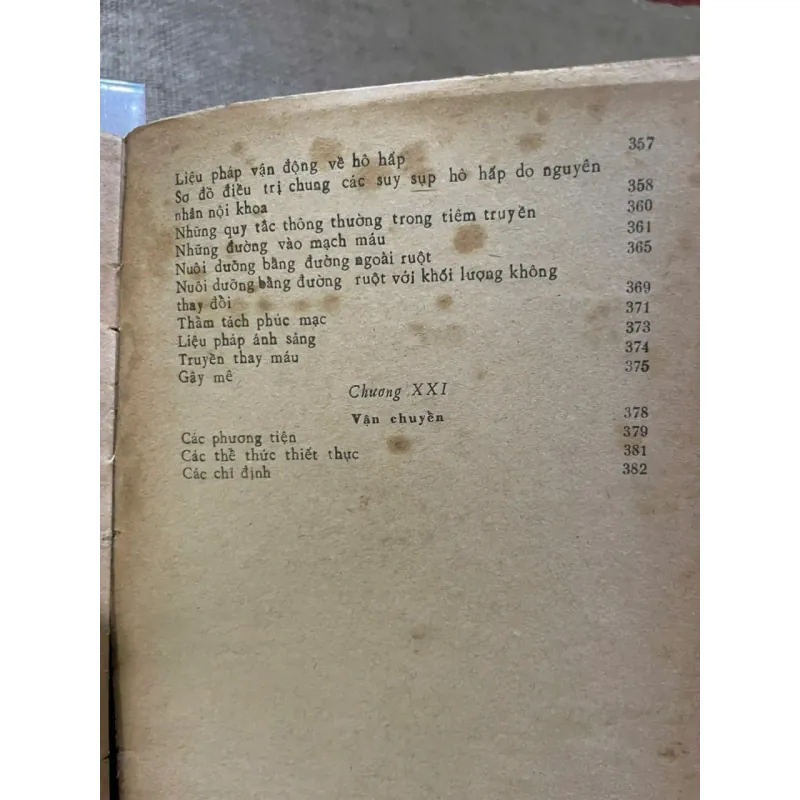 Liệu pháp vận động về hô hấp 357
Sơ đồ điều trị chung các suy sụp hô hấp do nguyên
nhân nội khoa 358
Những quy tắc thông thường trong tiêm truyền 360
Những đường vào mạch máu 361
Nuôi dưỡng bằng đường ngoài ruột 365
Nuôi dưỡng bằng đường ruột với khối lượng không
thay đổi 369
Thẩm tách phúc mạc 371
Liệu pháp ánh sáng 373
Truyền thay máu 374
Gây mê 375
Chương XXI
Vận chuyển 378
Các phương tiện 379
Các thể thức thiết thực 381
Các chỉ định 382